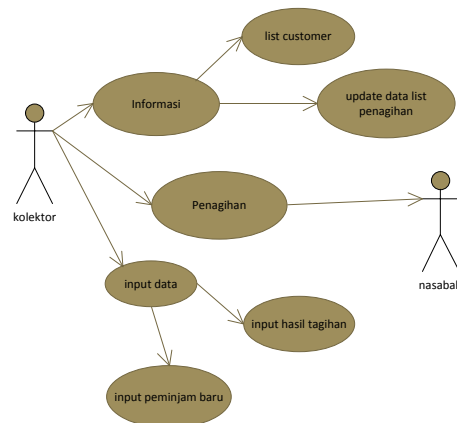 list customer
Informasi
update data list
penagihan
kolektor
Penagihan
nasabah
input data
input hasil tagihan
input peminjam baru